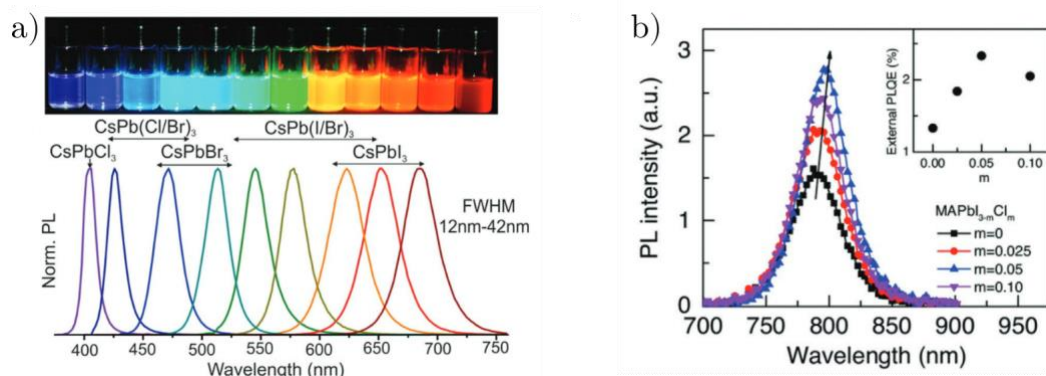 a)
CsPb(Cl/Br)3
CsPb(I/Br)3
CsPbCl3
CsPbBr3
CsPbI3
FWHM
12nm-42nm
Norm. PL
400 450 500 550 600 650 700 750
Wavelength (nm)
b)
PL intensity (a.u.)
3
2
1
0
External PLQE (%)
2
1
0.00 0.05 0.10
m
MAPbI3-mClm
m=0
m=0.025
m=0.05
m=0.10
700 750 800 850 900 950
Wavelength (nm)